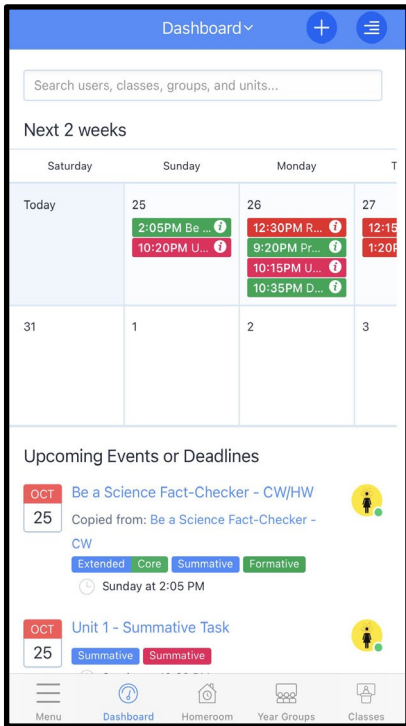 Dashboard
Search users, classes, groups, and units...
Next 2 weeks
Saturday Sunday Monday T
Today 25 26 27
2:05PM Be ... 12:30PM R... 12:15
10:20PM U... 9:20PM Pr... 1:20P
10:15PM U...
10:35PM D...
31 1 2 3
Upcoming Events or Deadlines
OCT 25
Be a Science Fact-Checker - CW/HW
Copied from: Be a Science Fact-Checker -
CW
Extended Core Summative Formative
Sunday at 2:05 PM
OCT 25
Unit 1 - Summative Task
Summative Summative
Menu Dashboard Homeroom Year Groups Classes